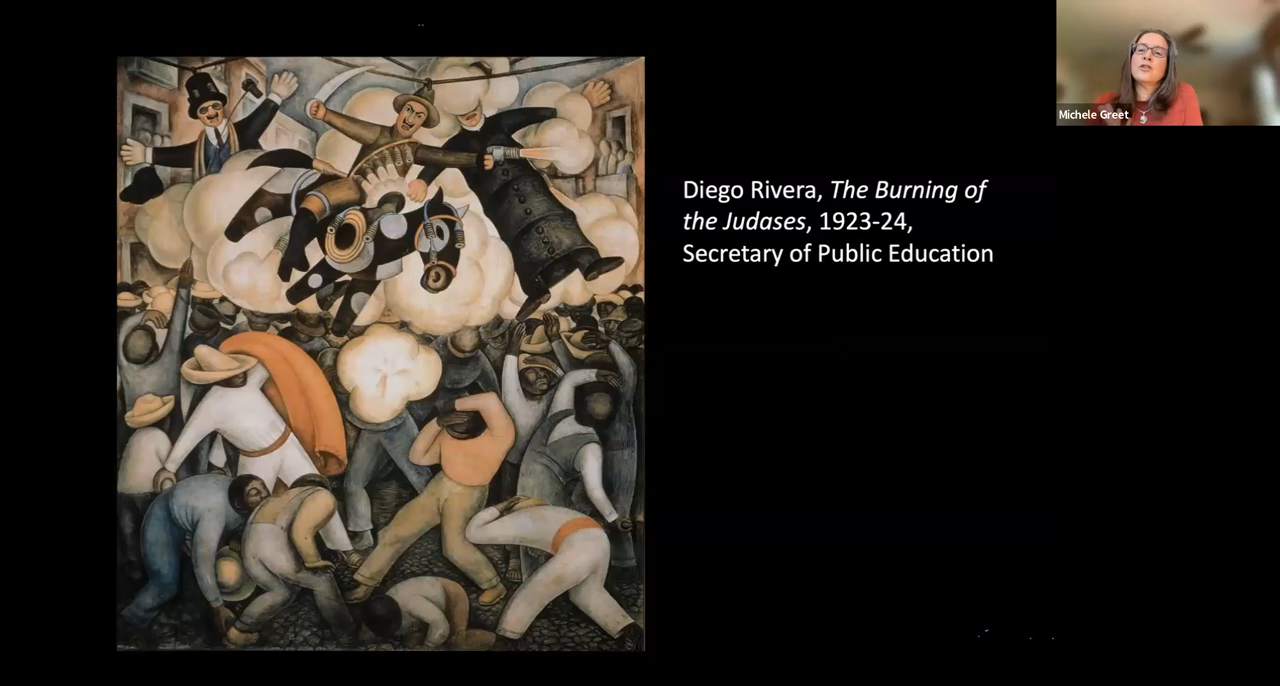 Michele Greet
Diego Rivera, The Burning of
the Judases, 1923-24,
Secretary of Public Education